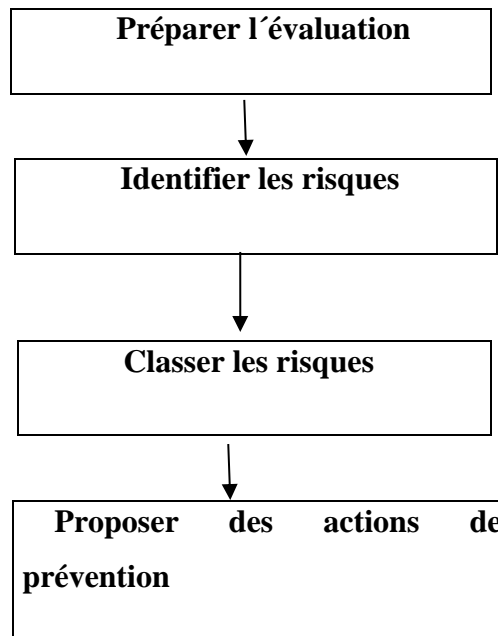 Préparer l´évaluation
Identifier les risques
Classer les risques
Proposer des actions de
prévention